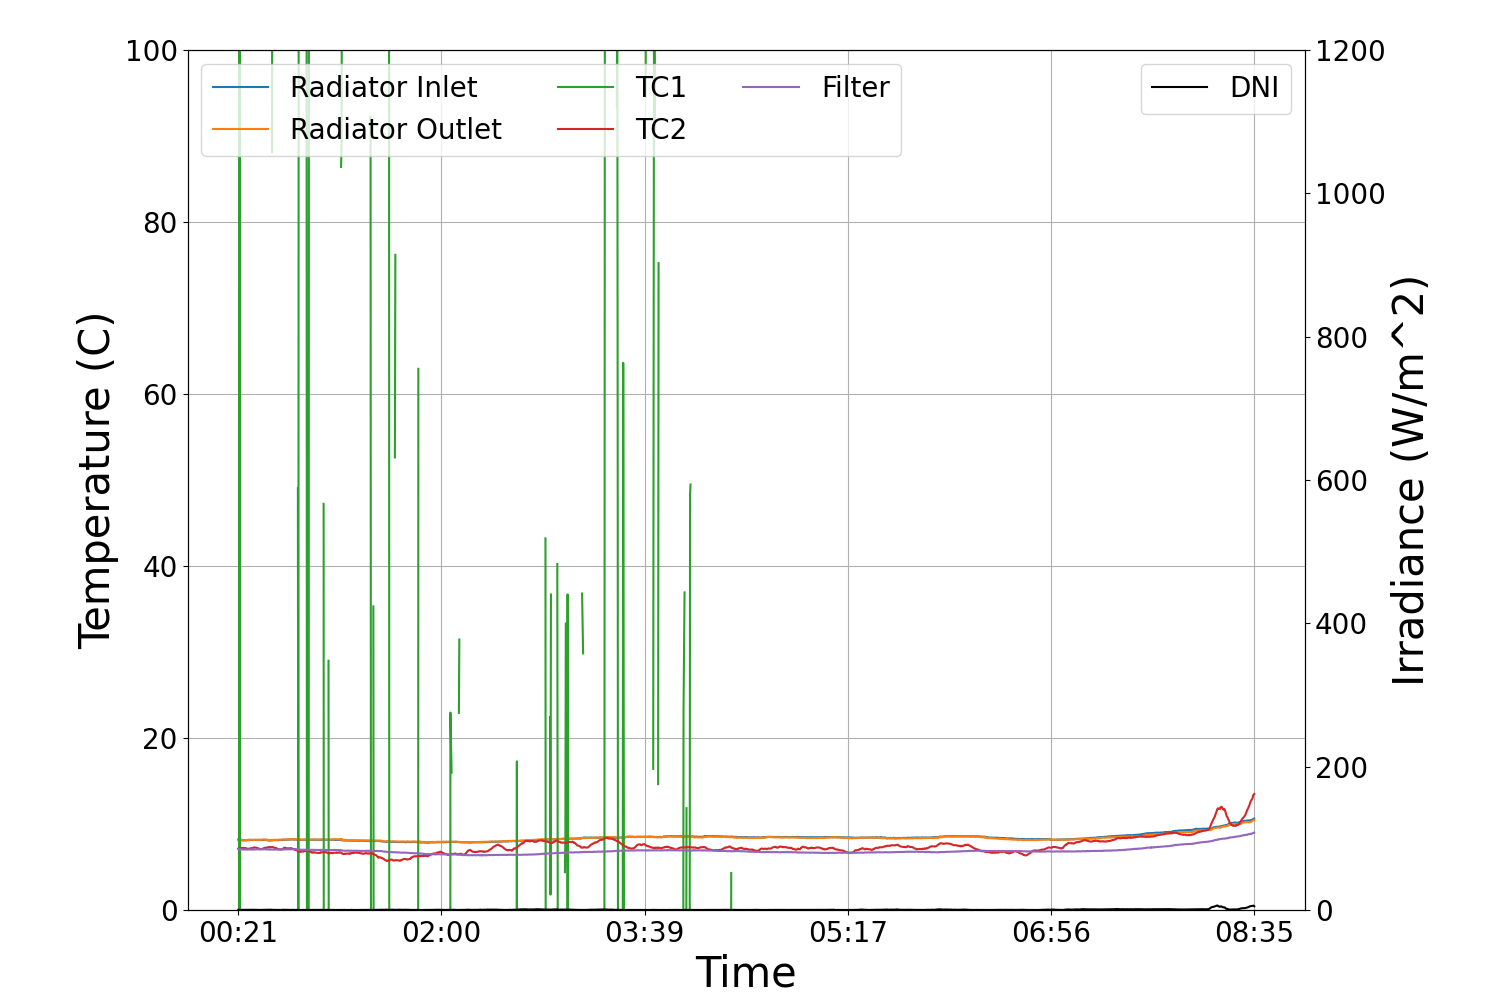 100
80
60
40
20
0
Temperature (C)
Radiator Inlet
Radiator Outlet
TC1
TC2
Filter
DNI
1200
1000
800
600
400
200
0
Irradiance (W/m^2)
00:21
02:00
03:39
05:17
06:56
08:35
Time